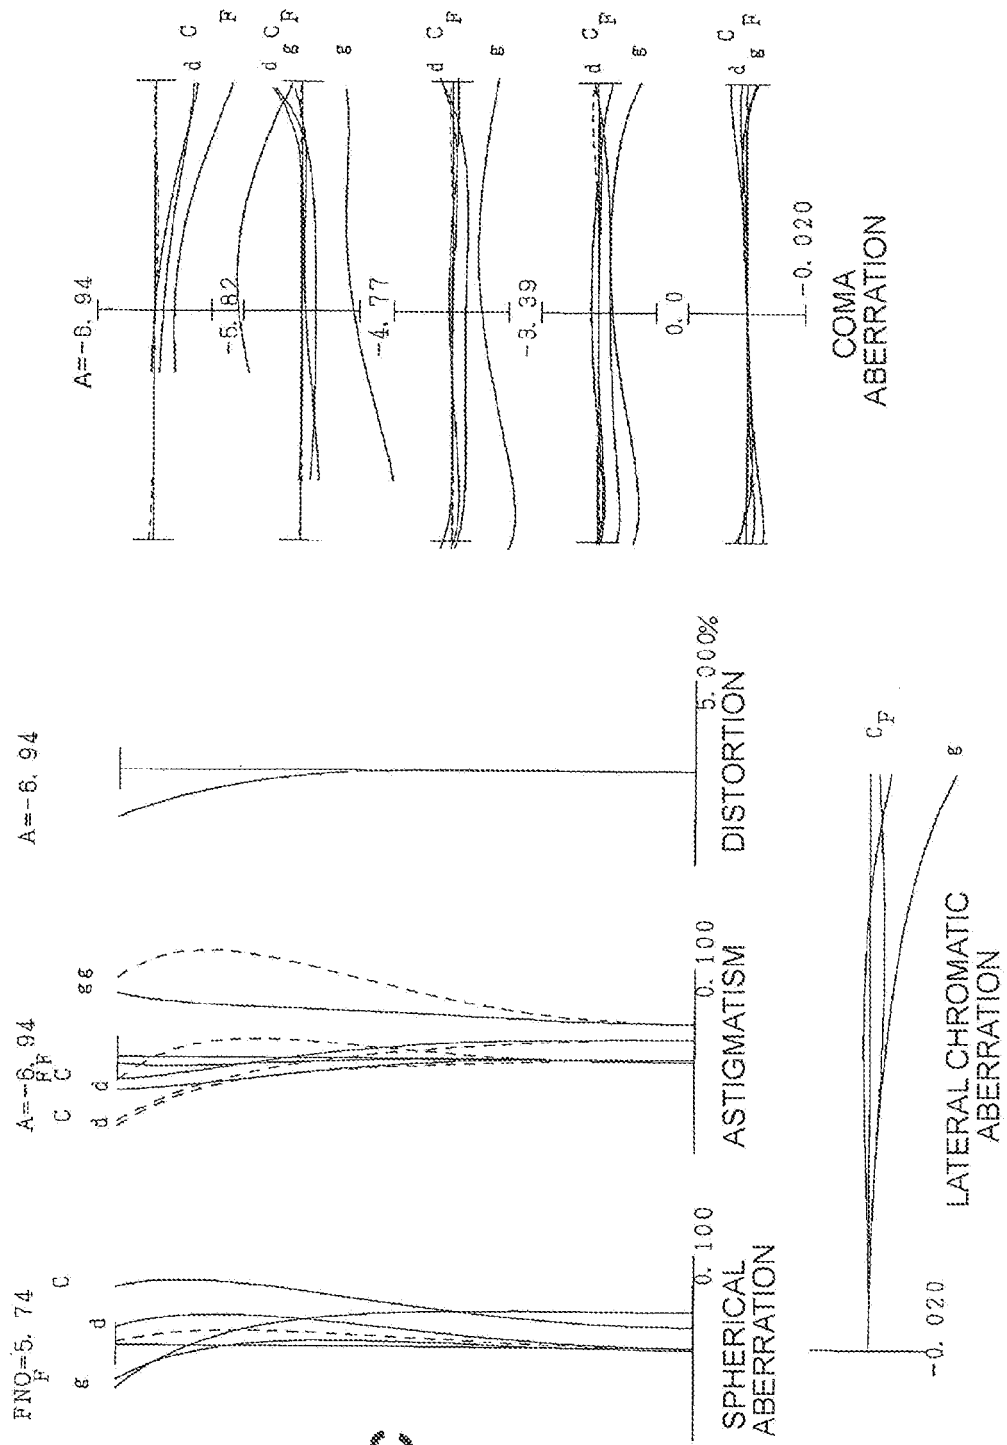 FNO=5. 74
F
g
d
C
0. 100
SPHERICAL
ABERRATION
A=-6. 94
F F
C C
d d
g g
0. 100
ASTIGMATISM
A=-6. 94
5. 000%
DISTORTION
A=-6. 94
d C F
g
-5. 82
d C F
g
-4. 77
d C F
g
-3. 39
d C F
g
0. 0
d C F
g
-0. 020
COMA
ABERRATION
C
F
g
-0. 020
LATERAL CHROMATIC
ABERRATION